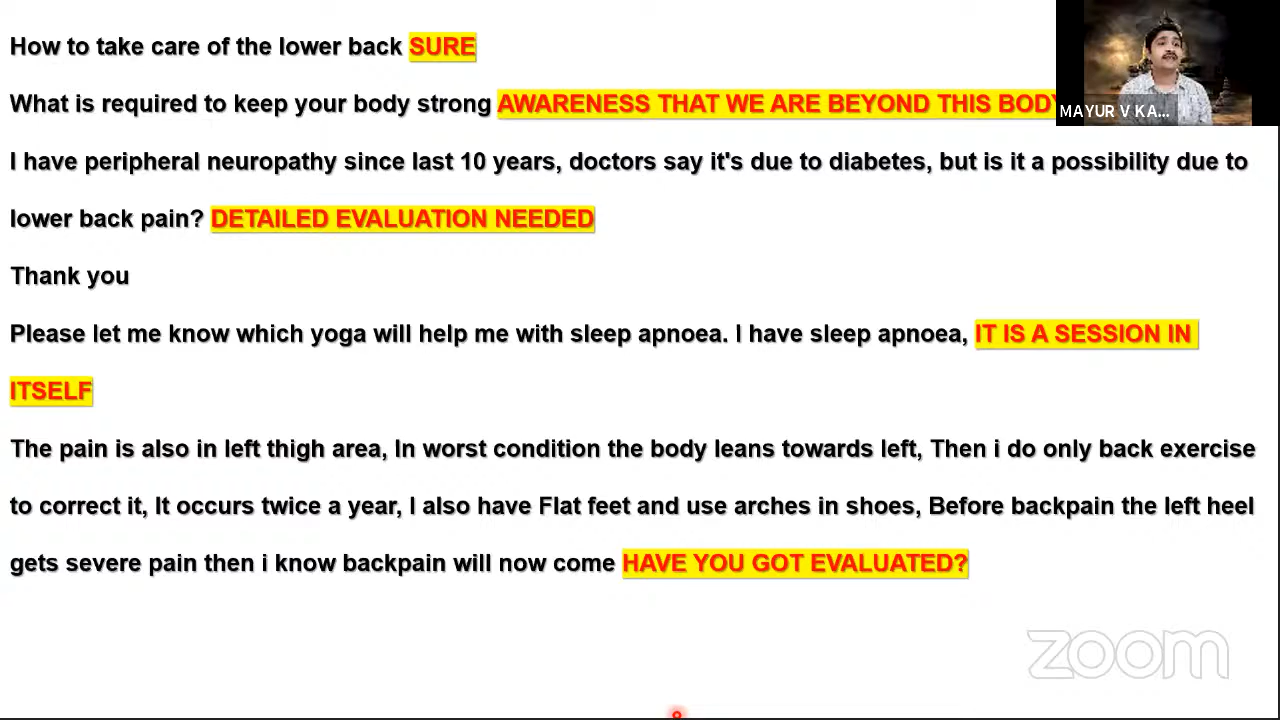 How to take care of the lower back SURE
What is required to keep your body strong AWARENESS THAT WE ARE BEYOND THIS BODY
MAYUR V KA...
I have peripheral neuropathy since last 10 years, doctors say it's due to diabetes, but is it a possibility due to
lower back pain? DETAILED EVALUATION NEEDED
Thank you
Please let me know which yoga will help me with sleep apnoea. I have sleep apnoea, IT IS A SESSION IN
ITSELF
The pain is also in left thigh area, In worst condition the body leans towards left, Then i do only back exercise
to correct it, It occurs twice a year, I also have Flat feet and use arches in shoes, Before backpain the left heel
gets severe pain then i know backpain will now come HAVE YOU GOT EVALUATED?
zoom